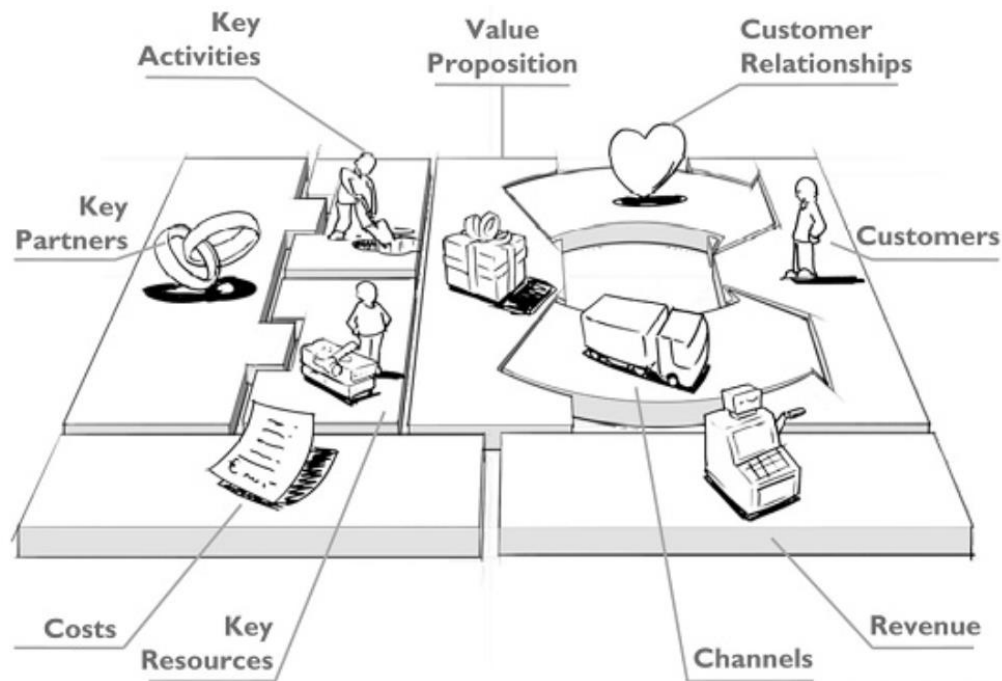 Key
Activities
Value
Proposition
Customer
Relationships
Key
Partners
Customers
Costs
Key
Resources
Channels
Revenue